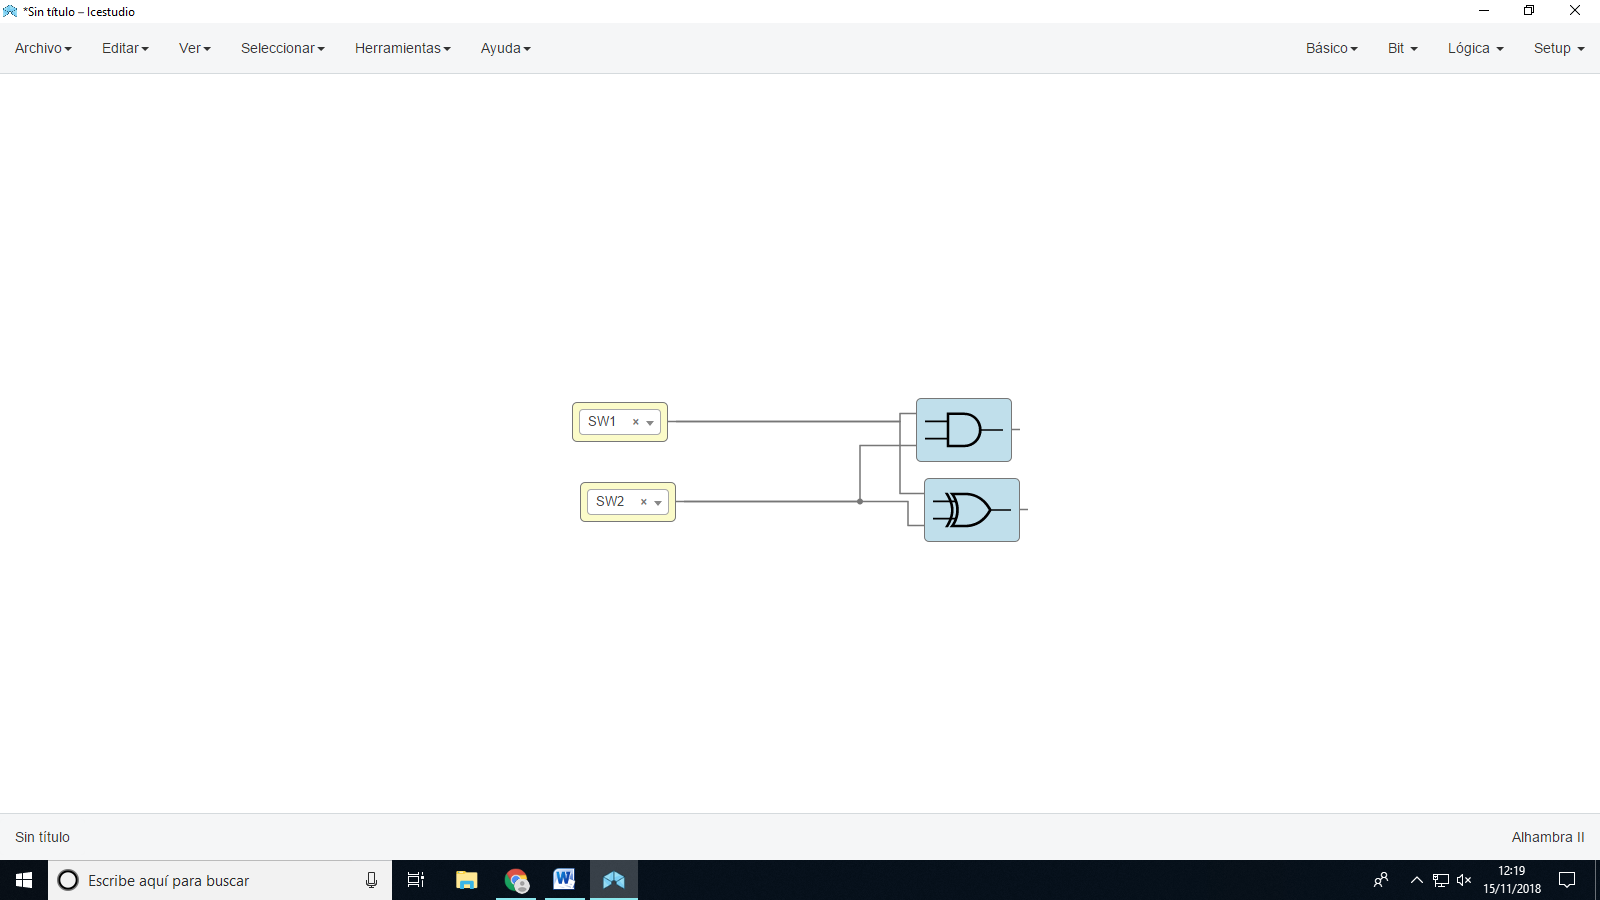 *Sin título – Icestudio
Archivo Editar Ver Seleccionar Herramientas Ayuda Básico Bit Lógica Setup
SW1 ×
SW2 ×
Sin título Alhambra II
Escribe aquí para buscar
12:19
15/11/2018